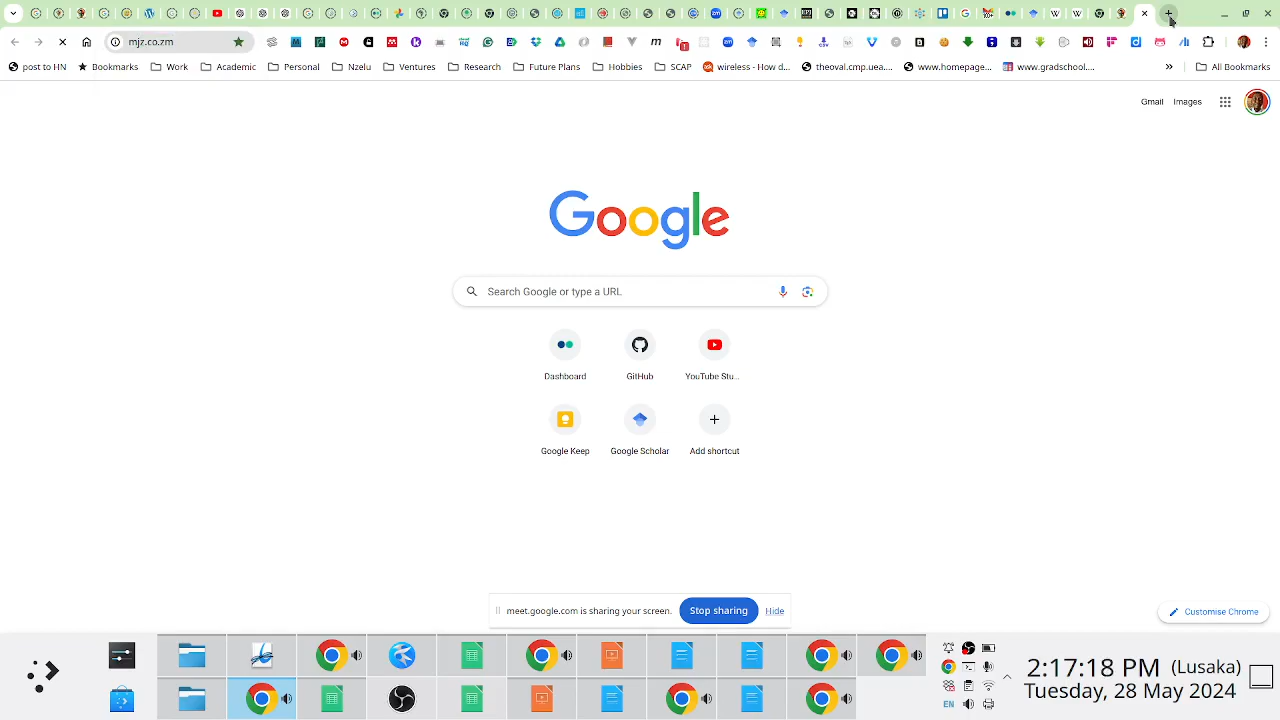 mjrh.rc.zm
post to HN
Bookmarks
Work
Academic
Personal
Nzelu
Ventures
Research
Future Plans
Hobbies
SCAP
wireless - How d...
theoval.cmp.uea....
www.homepage...
www.gradschool....
»
All Bookmarks
Gmail
Images
Google
Search Google or type a URL
Dashboard
GitHub
YouTube Stu...
Google Keep
Google Scholar
Add shortcut
meet.google.com is sharing your screen.
Stop sharing
Hide
Customise Chrome
2:17:18 PM (Lusaka)
EN
Tuesday, 28 May 2024